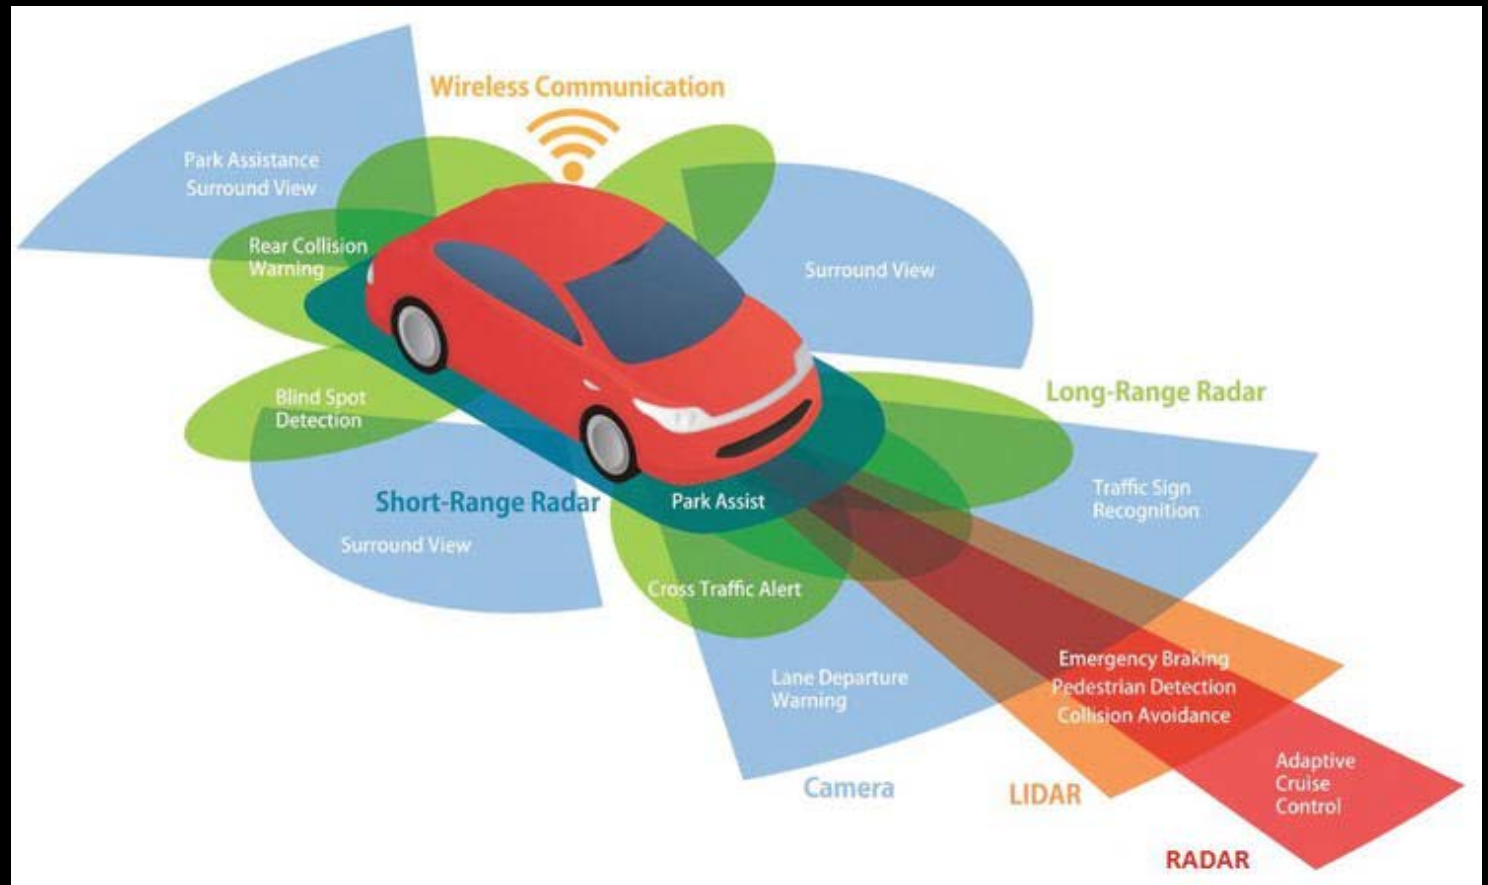 Wireless Communication
Park Assistance
Surround View
Rear Collision
Warning
Surround View
Blind Spot
Detection
Long-Range Radar
Short-Range Radar
Park Assist
Traffic Sign
Recognition
Surround View
Cross Traffic Alert
Lane Departure
Warning
Emergency Braking
Pedestrian Detection
Collision Avoidance
Camera
LIDAR
Adaptive
Cruise
Control
RADAR